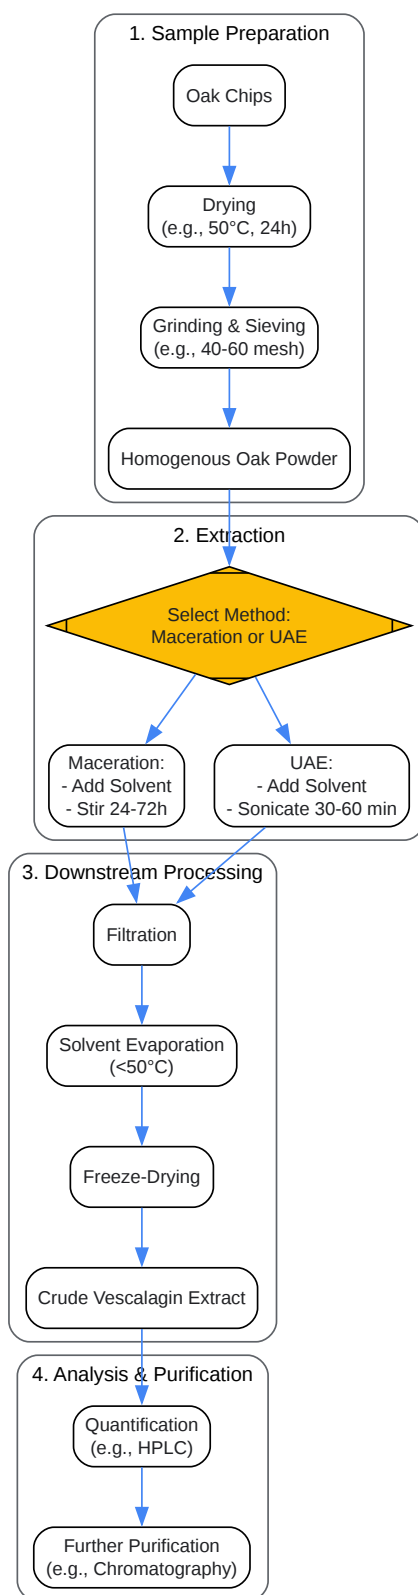 1. Sample Preparation
Oak Chips
Drying
(e.g., 50°C, 24h)
Grinding & Sieving
(e.g., 40-60 mesh)
Homogenous Oak Powder
2. Extraction
Select Method:
Maceration or UAE
Maceration:
- Add Solvent
- Stir 24-72h
UAE:
- Add Solvent
- Sonicate 30-60 min
3. Downstream Processing
Filtration
Solvent Evaporation
(<50°C)
Freeze-Drying
Crude Vescalagin Extract
4. Analysis & Purification
Quantification
(e.g., HPLC)
Further Purification
(e.g., Chromatography)